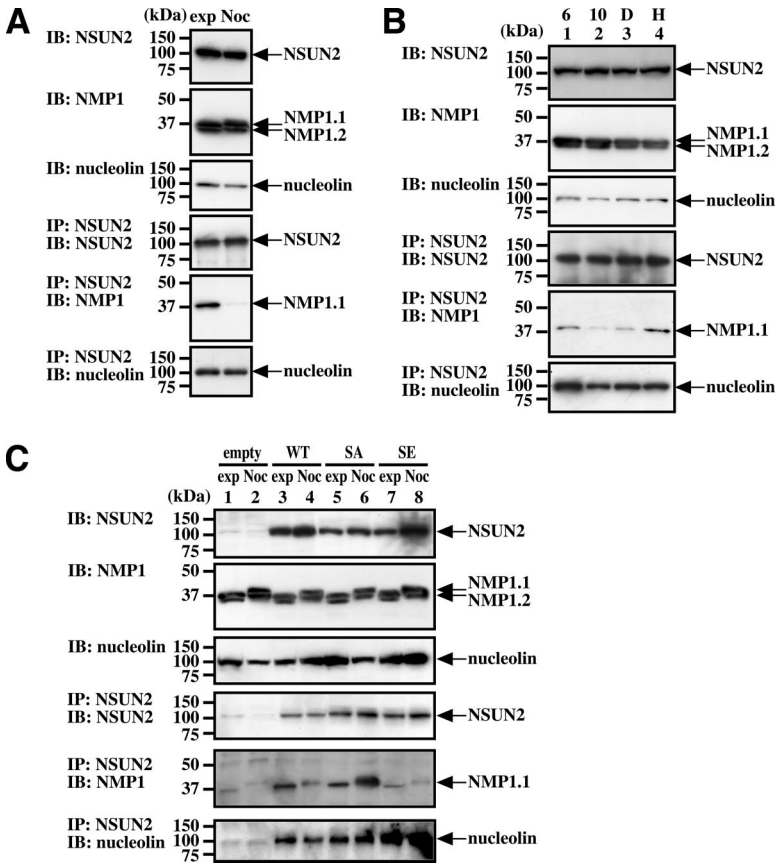 A
(kDa) exp Noc
IB: NSUN2
150
100
75
NSUN2
IB: NMP1
50
37
NMP1.1
NMP1.2
IB: nucleolin
150
100
75
nucleolin
IP: NSUN2
IB: NSUN2
150
100
75
NSUN2
IP: NSUN2
IB: NMP1
50
37
NMP1.1
IP: NSUN2
IB: nucleolin
150
100
75
nucleolin
B
6 10 D H
(kDa) 1 2 3 4
IB: NSUN2
150
100
75
NSUN2
IB: NMP1
50
37
NMP1.1
NMP1.2
IB: nucleolin
150
100
75
nucleolin
IP: NSUN2
IB: NSUN2
150
100
75
NSUN2
IP: NSUN2
IB: NMP1
50
37
NMP1.1
IP: NSUN2
IB: nucleolin
150
100
75
nucleolin
C
empty WT SA SE
exp Noc exp Noc exp Noc exp Noc
(kDa) 1 2 3 4 5 6 7 8
IB: NSUN2
150
100
75
NSUN2
IB: NMP1
50
37
NMP1.1
NMP1.2
IB: nucleolin
150
100
75
nucleolin
IP: NSUN2
IB: NSUN2
150
100
75
NSUN2
IP: NSUN2
IB: NMP1
50
37
NMP1.1
IP: NSUN2
IB: nucleolin
150
100
75
nucleolin